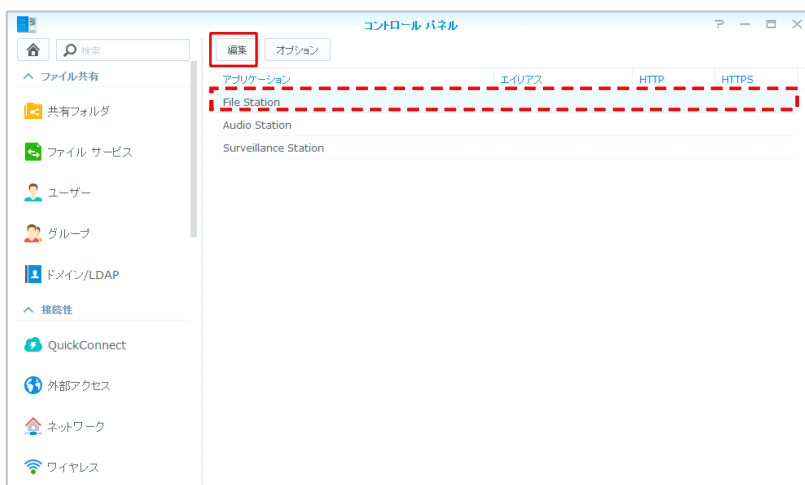 コントロール パネル
検索
編集
オプション
ファイル共有
共有フォルダ
ファイル サービス
ユーザー
グループ
ドメイン/LDAP
接続性
QuickConnect
外部アクセス
ネットワーク
ワイヤレス
アプリケーション エイリアス HTTP HTTPS
File Station
Audio Station
Surveillance Station